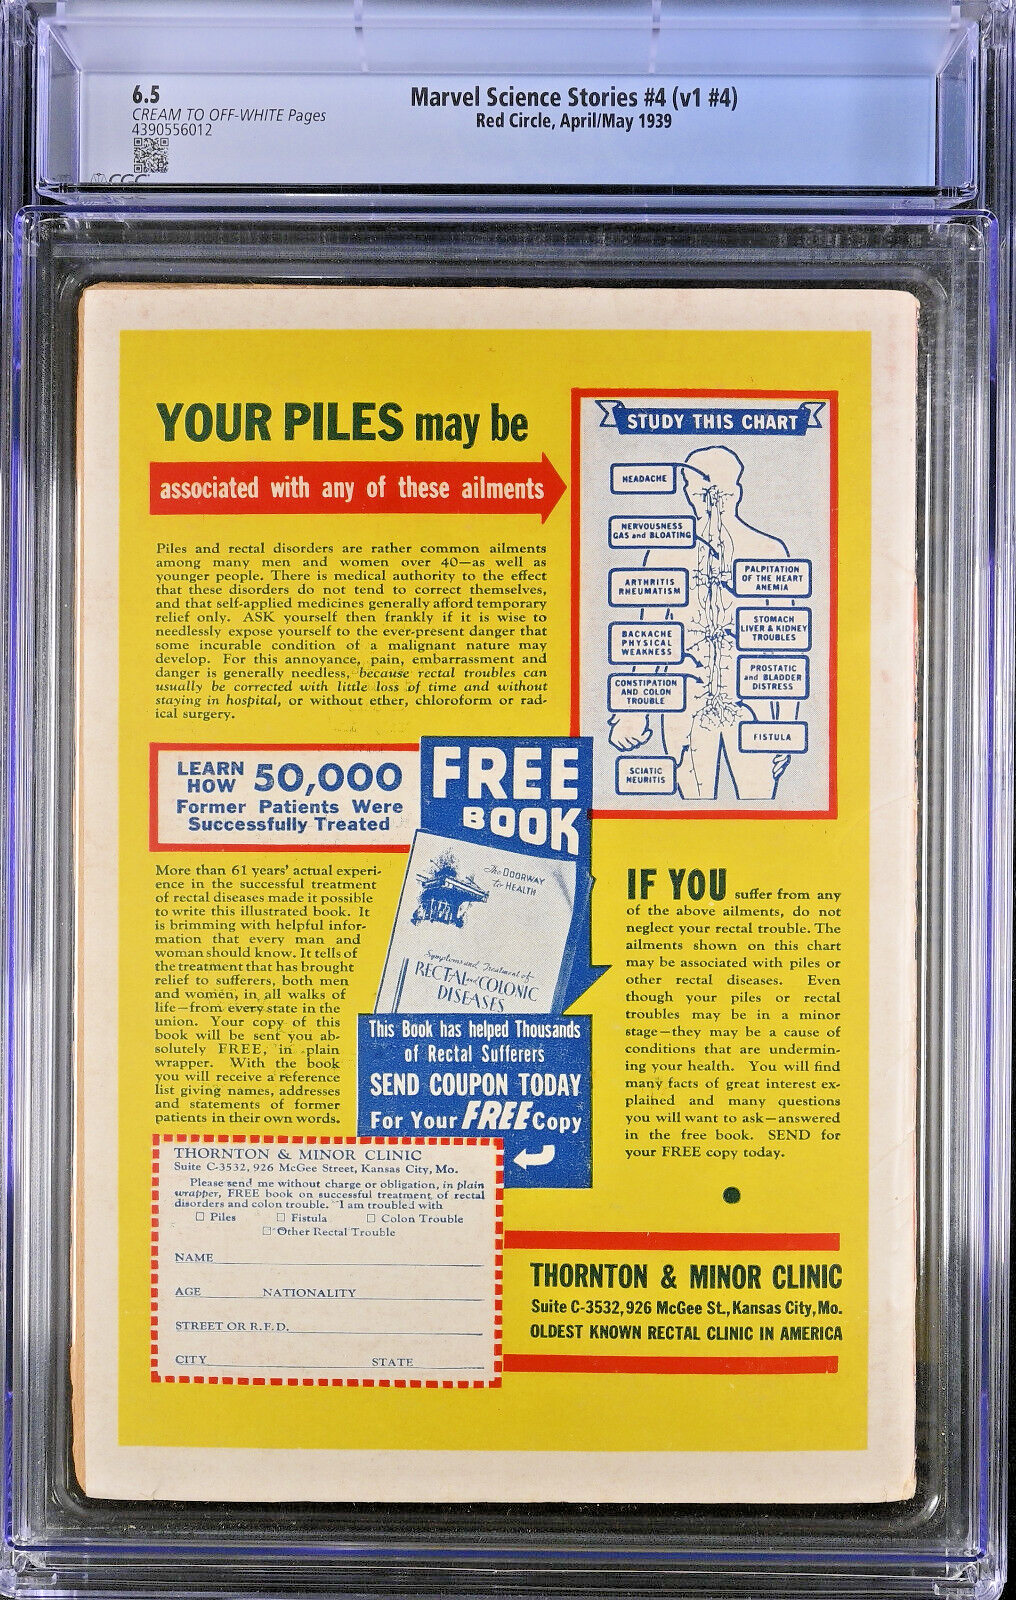 6.5
CREAM TO OFF-WHITE Pages
4390556012
CGC
Marvel Science Stories #4 (v1 #4)
Red Circle, April/May 1939
YOUR PILES may be
associated with any of these ailments
Piles and rectal disorders are rather common ailments
among many men and women over 40—as well as
younger people. There is medical authority to the effect
that these disorders do not tend to correct themselves,
and that self-applied medicines generally afford temporary
relief only. ASK yourself then frankly if it is wise to
needlessly expose yourself to the ever-present danger that
some incurable condition of a malignant nature may
develop. For this annoyance, pain, embarrassment and
danger is generally needless, because rectal troubles can
usually be corrected with little loss of time and without
staying in hospital, or without ether, chloroform or rad-
ical surgery.
STUDY THIS CHART
HEADACHE
NERVOUSNESS
GAS and BLOATING
ARTHRITIS
RHEUMATISM
BACKACHE
PHYSICAL
WEAKNESS
CONSTIPATION
AND COLON
TROUBLE
SCIATIC
NEURITIS
PALPITATION
OF THE HEART
ANEMIA
STOMACH
LIVER & KIDNEY
TROUBLES
PROSTATIC
and BLADDER
DISTRESS
FISTULA
LEARN
HOW 50,000
Former Patients Were
Successfully Treated
FREE
BOOK
The DOORWAY
to HEALTH
Symptoms and Treatment of
RECTAL and COLONIC
DISEASES
More than 61 years' actual experi-
ence in the successful treatment
of rectal diseases made it possible
to write this illustrated book. It
is brimming with helpful infor-
mation that every man and
woman should know. It tells of
the treatment that has brought
relief to sufferers, both men
and women, in all walks of
life—from every state in the
union. Your copy of this
book will be sent you ab-
solutely FREE, in plain
wrapper. With the book
you will receive a reference
list giving names, addresses
and statements of former
patients in their own words.
This Book has helped Thousands
of Rectal Sufferers
SEND COUPON TODAY
For Your FREE Copy
IF YOU suffer from any
of the above ailments, do not
neglect your rectal trouble. The
ailments shown on this chart
may be associated with piles or
other rectal diseases. Even
though your piles or rectal
troubles may be in a minor
stage—they may be a cause of
conditions that are undermin-
ing your health. You will find
many facts of great interest ex-
plained and many questions
you will want to ask—answered
in the free book. SEND for
your FREE copy today.
THORNTON & MINOR CLINIC
Suite C-3532, 926 McGee Street, Kansas City, Mo.
Please send me without charge or obligation, in plain
wrapper, FREE book on successful treatment of rectal
disorders and colon trouble. I am troubled with
☐ Piles ☐ Fistula ☐ Colon Trouble
☐ Other Rectal Trouble
NAME
AGE NATIONALITY
STREET OR R.F.D.
CITY STATE
THORNTON & MINOR CLINIC
Suite C-3532, 926 McGee St., Kansas City, Mo.
OLDEST KNOWN RECTAL CLINIC IN AMERICA